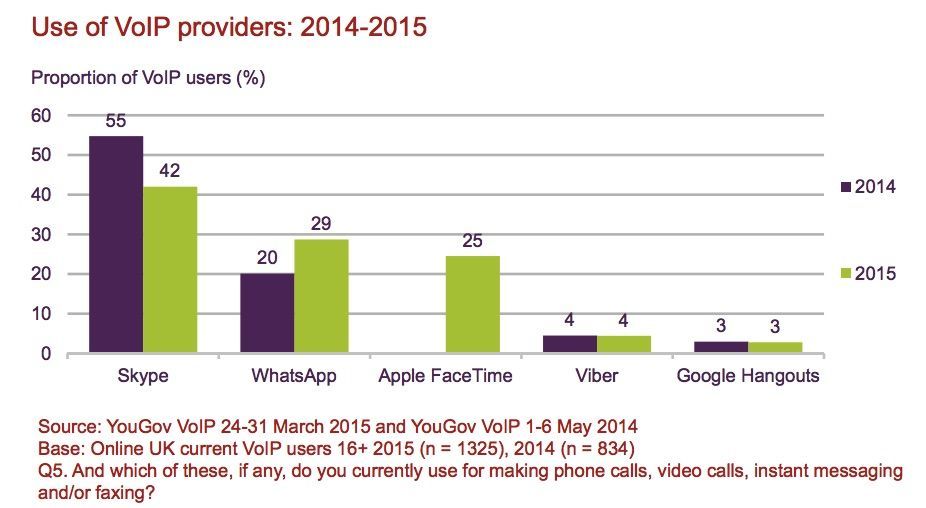 Use of VoIP providers: 2014-2015
Proportion of VoIP users (%)
60
50
40
30
20
10
0
55
42
20
29
25
4
4
3
3
2014
2015
Skype
WhatsApp
Apple FaceTime
Viber
Google Hangouts
Source: YouGov VoIP 24-31 March 2015 and YouGov VoIP 1-6 May 2014
Base: Online UK current VoIP users 16+ 2015 (n = 1325), 2014 (n = 834)
Q5. And which of these, if any, do you currently use for making phone calls, video calls, instant messaging
and/or faxing?